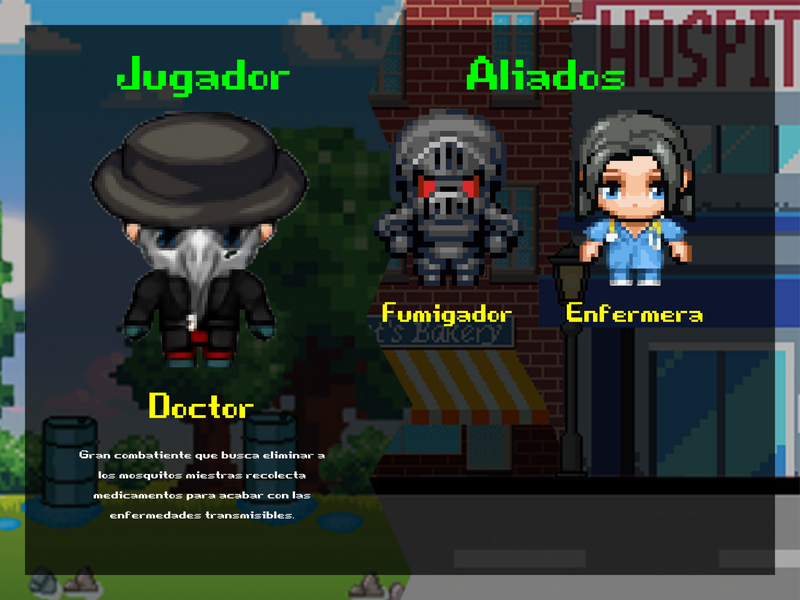 HOSPIT
Jugador
Aliados
Fumigador
Enfermera
t's Bakery
Doctor
Gran combatiente que busca eliminar a
los mosquitos miestras recolecta
medicamentos para acabar con las
enfermedades transmisibles.